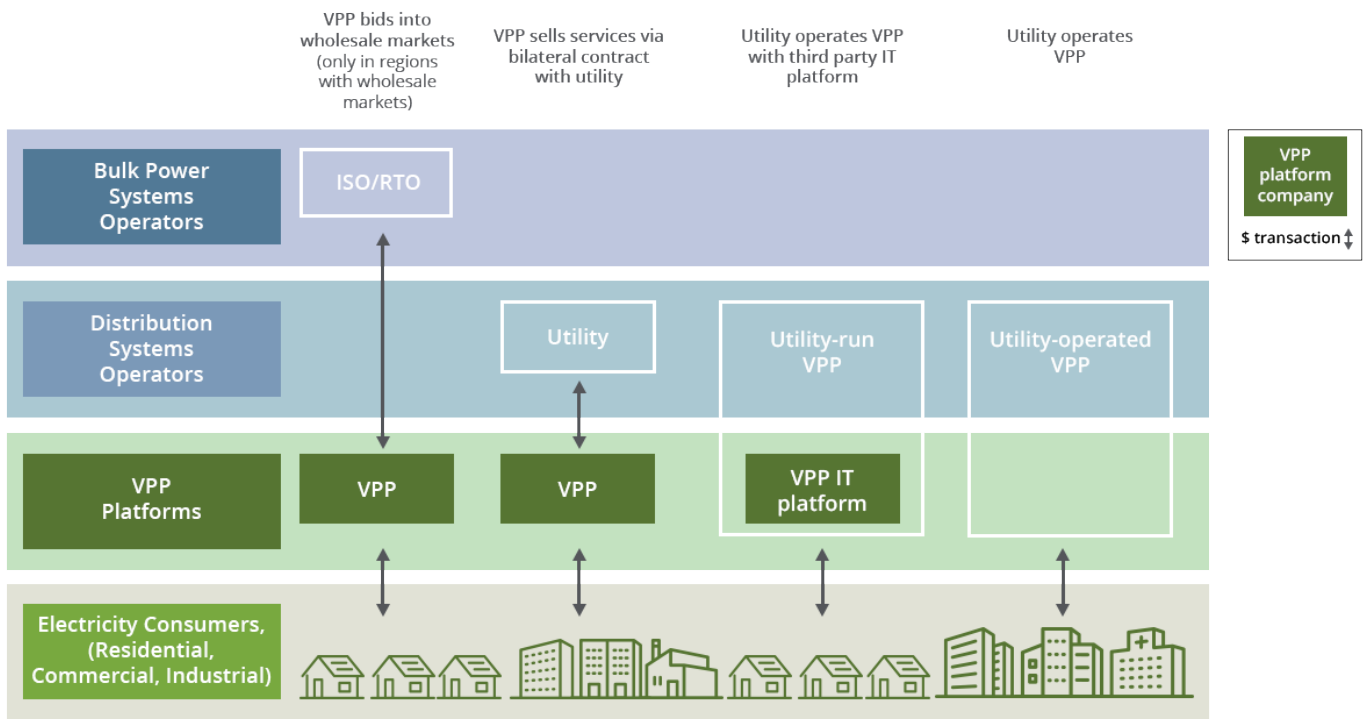 VPP bids into
wholesale markets
(only in regions
with wholesale
markets)
VPP sells services via
bilateral contract
with utility
Utility operates VPP
with third party IT
platform
Utility operates
VPP
Bulk Power
Systems
Operators
ISO/RTO
VPP
platform
company
$ transaction
Distribution
Systems
Operators
Utility
Utility-run
VPP
Utility-operated
VPP
VPP
Platforms
VPP
VPP
VPP IT
platform
Electricity Consumers,
(Residential,
Commercial, Industrial)